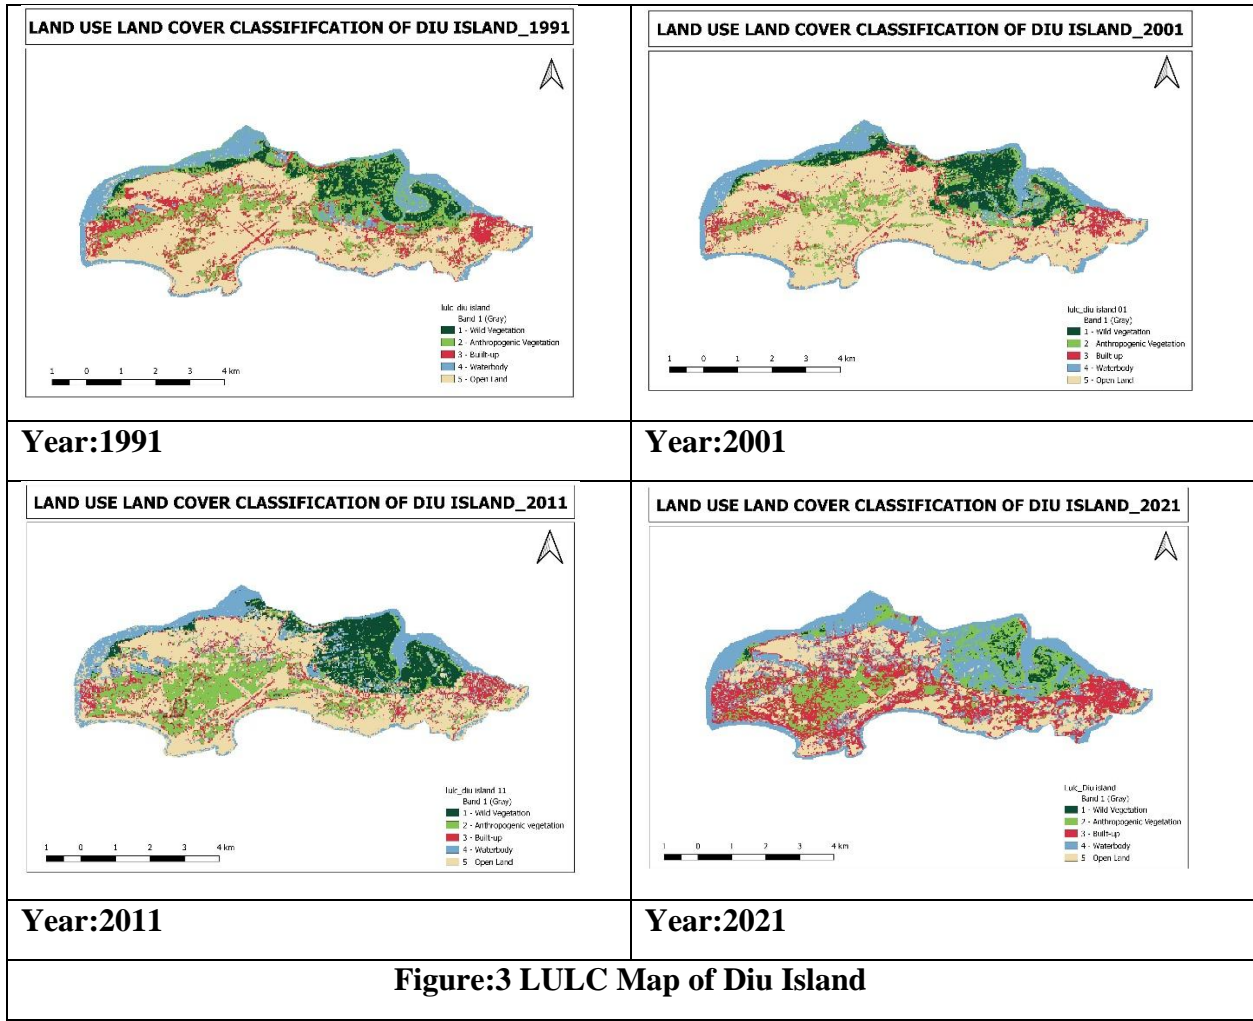 LAND USE LAND COVER CLASSIFIFCATION OF DIU ISLAND_1991
lulc_diu island
Band 1 (Gray)
1 - Wild Vegetation
2 - Anthropogenic Vegetation
3 - Built-up
4 - Waterbody
5 - Open Land
1 0 1 2 3 4 km
LAND USE LAND COVER CLASSIFICATION OF DIU ISLAND_2001
lulc_diu island 01
Band 1 (Gray)
1 - Wild Vegetation
2 Anthropogenic Vegetation
3 Built up
4 - Waterbody
5 - Open Land
1 0 1 2 3 4 km
Year:1991
Year:2001
LAND USE LAND COVER CLASSIFICATION OF DIU ISLAND_2011
lulc_diu island 11
Band 1 (Gray)
1 - Wild Vegetation
2 - Anthropogenic vegetation
3 - Built-up
4 - Waterbody
5 Open Land
1 0 1 2 3 4 km
LAND USE LAND COVER CLASSIFICATION OF DIU ISLAND_2021
Lulc_Diu island
Band 1 (Gray)
1 - Wild Vegetation
2 - Anthropogenic Vegetation
3 - Built-up
4 - Waterbody
5 Open Land
1 0 1 2 3 4 km
Year:2011
Year:2021
Figure:3 LULC Map of Diu Island